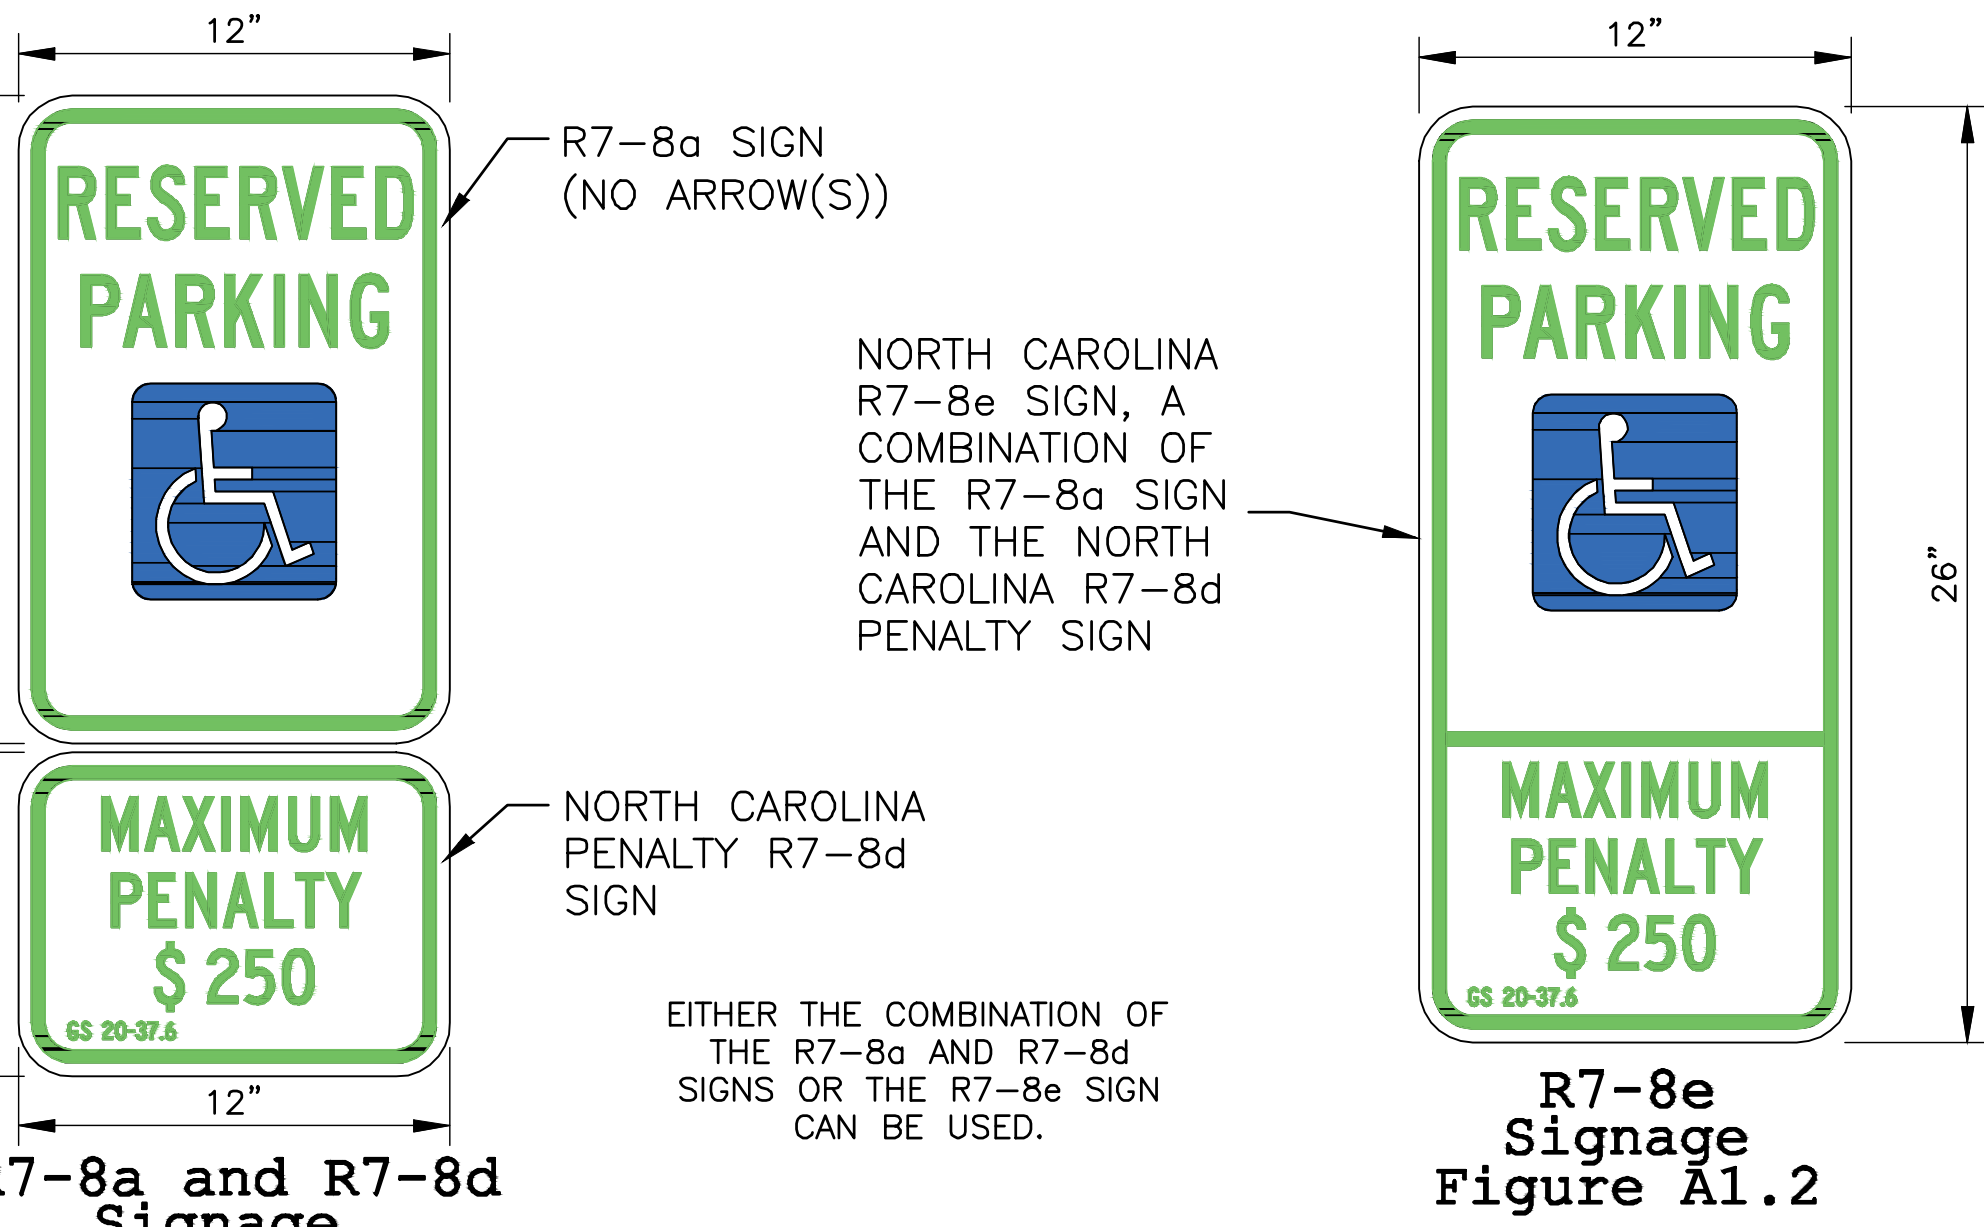 12”
RESERVED
PARKING
R7-8a SIGN
(NO ARROW(S))
MAXIMUM
PENALTY
$ 250
GS 20-37.6
NORTH CAROLINA
PENALTY R7-8d
SIGN
12”
R7-8a and R7-8d
Signage
NORTH CAROLINA
R7-8e SIGN, A
COMBINATION OF
THE R7-8a SIGN
AND THE NORTH
CAROLINA R7-8d
PENALTY SIGN
EITHER THE COMBINATION OF
THE R7-8a AND R7-8d
SIGNS OR THE R7-8e SIGN
CAN BE USED.
12”
RESERVED
PARKING
MAXIMUM
PENALTY
$ 250
GS 20-37.6
26”
R7-8e
Signage
Figure A1.2